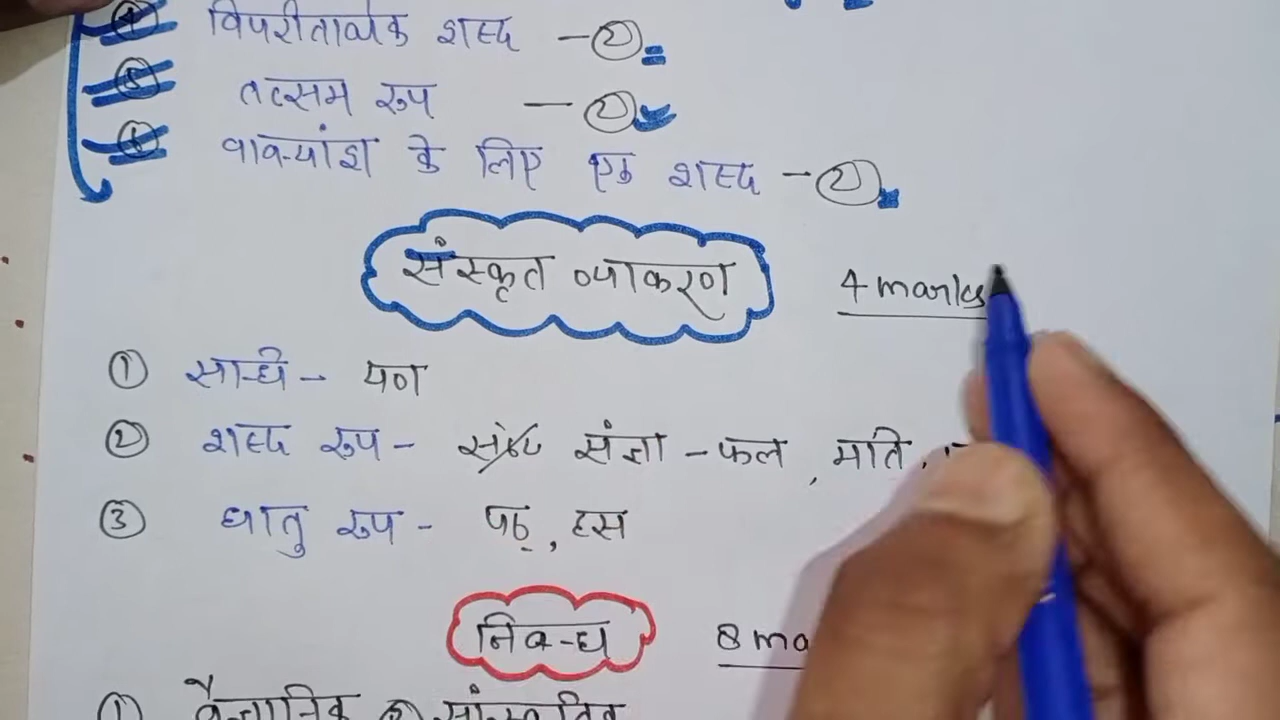 ④ विपरीतार्थक शब्द - ②
⑤ तत्सम रूप - ②
⑥ वाक्यांश के लिए एक शब्द - ②
संस्कृत व्याकरण 4 marks
① सन्धि - यण
② शब्द रूप - संज्ञा - फल, मति,
③ धातु रूप - पठ्, हस
निबन्ध 8 ma
① वैज्ञानिक सांस्कृतिक